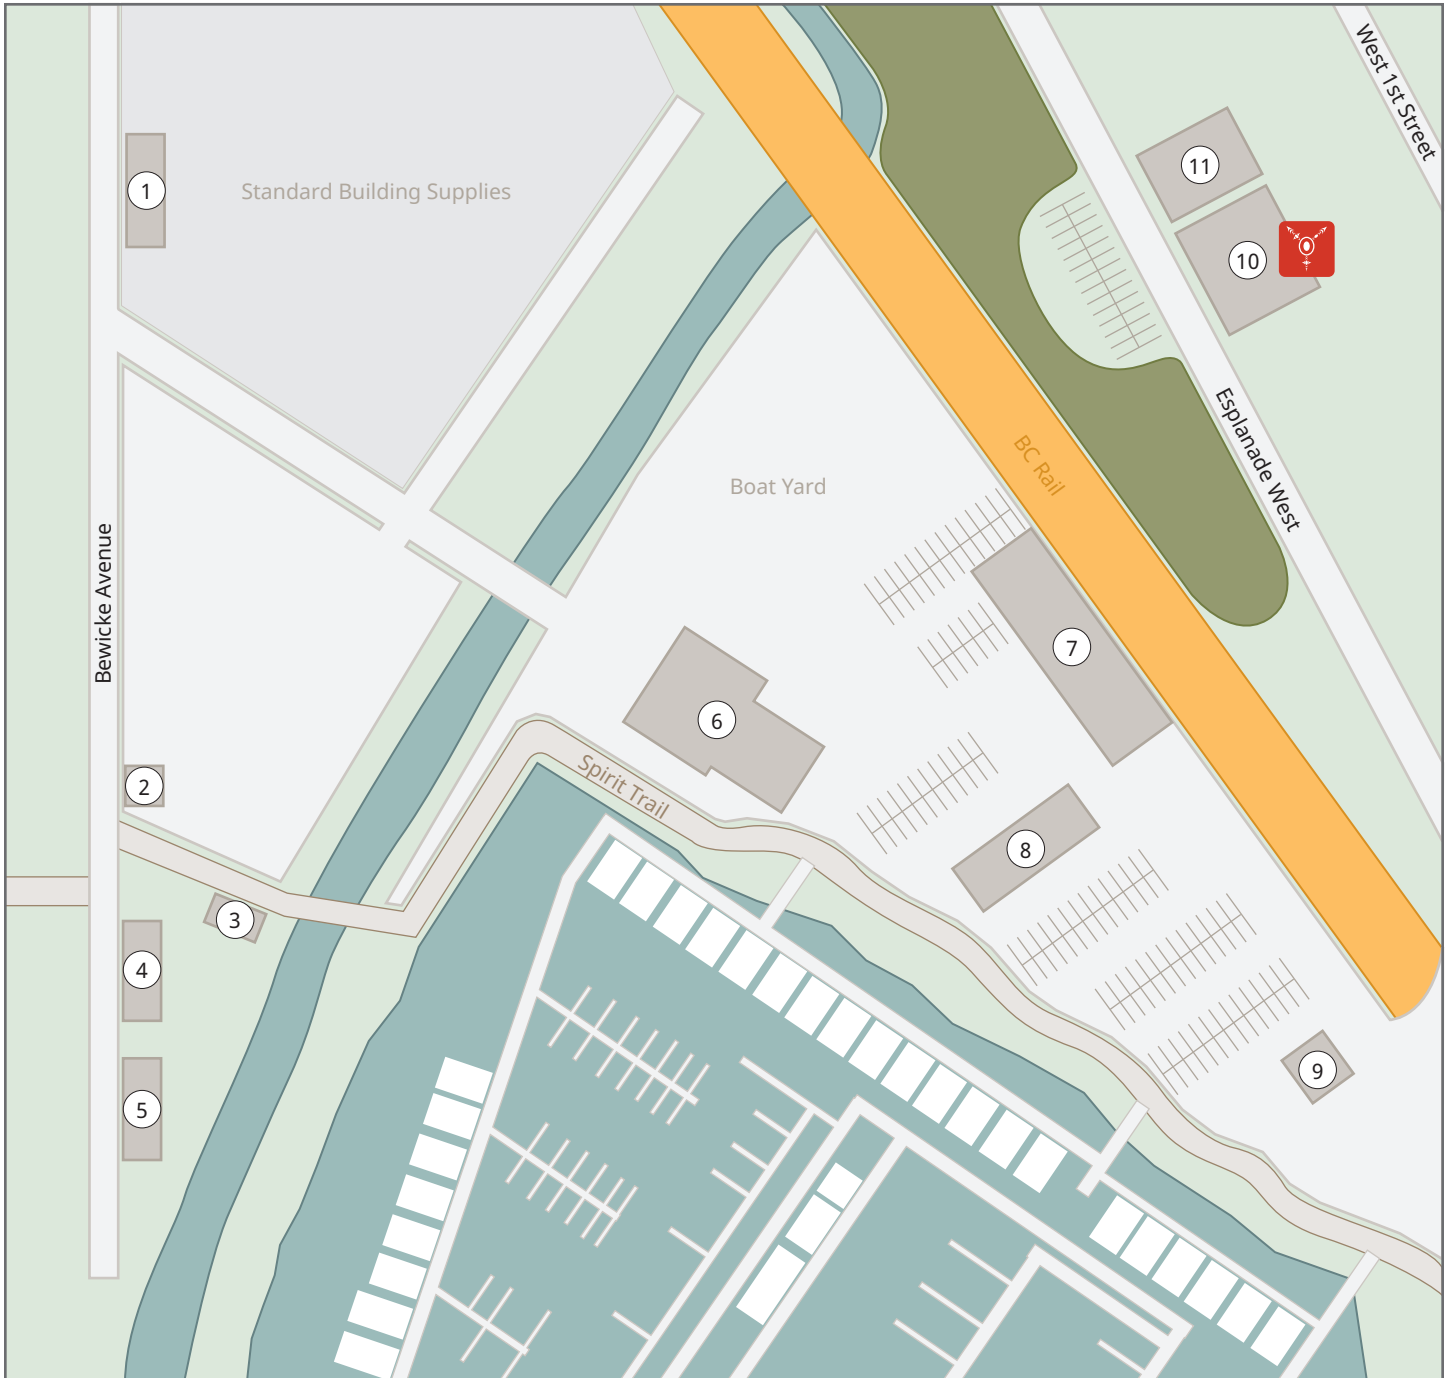 West 1st Street
11
1
Standard Building Supplies
10
BC Rail
Esplanade West
Boat Yard
Bewicke Avenue
7
6
2
Spirit Trail
8
3
4
9
5